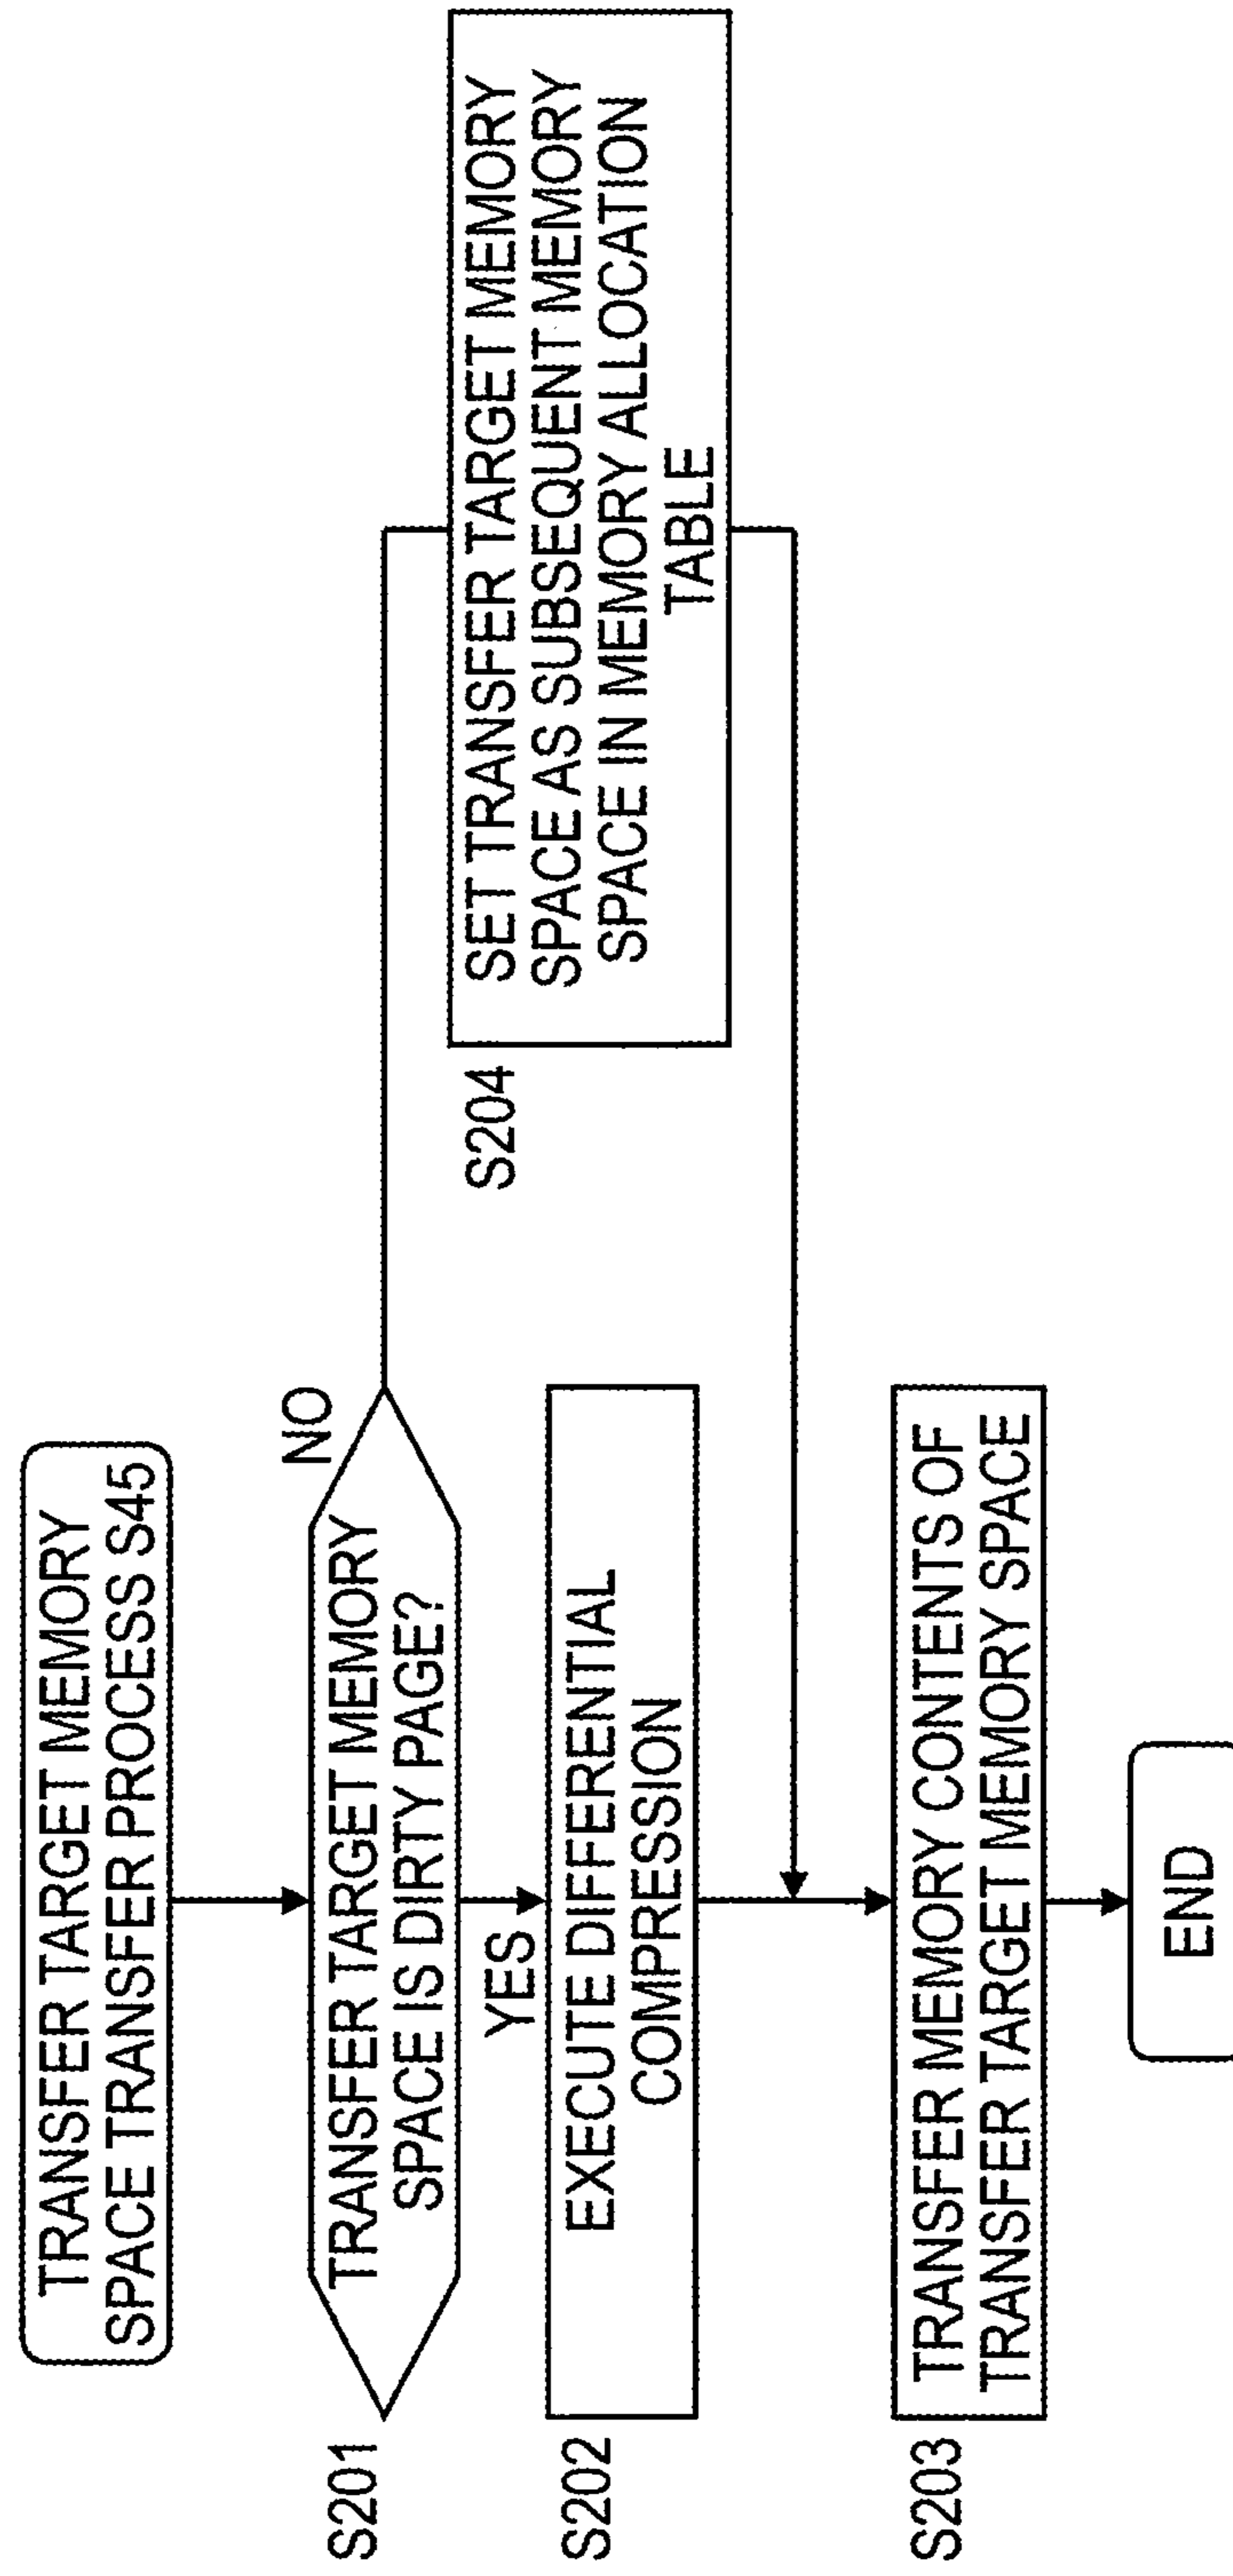 TRANSFER TARGET MEMORY
SPACE TRANSFER PROCESS S45
S201
TRANSFER TARGET MEMORY
SPACE IS DIRTY PAGE?
NO
YES
S202
EXECUTE DIFFERENTIAL
COMPRESSION
S204
SET TRANSFER TARGET MEMORY
SPACE AS SUBSEQUENT MEMORY
SPACE IN MEMORY ALLOCATION
TABLE
S203
TRANSFER MEMORY CONTENTS OF
TRANSFER TARGET MEMORY SPACE
END